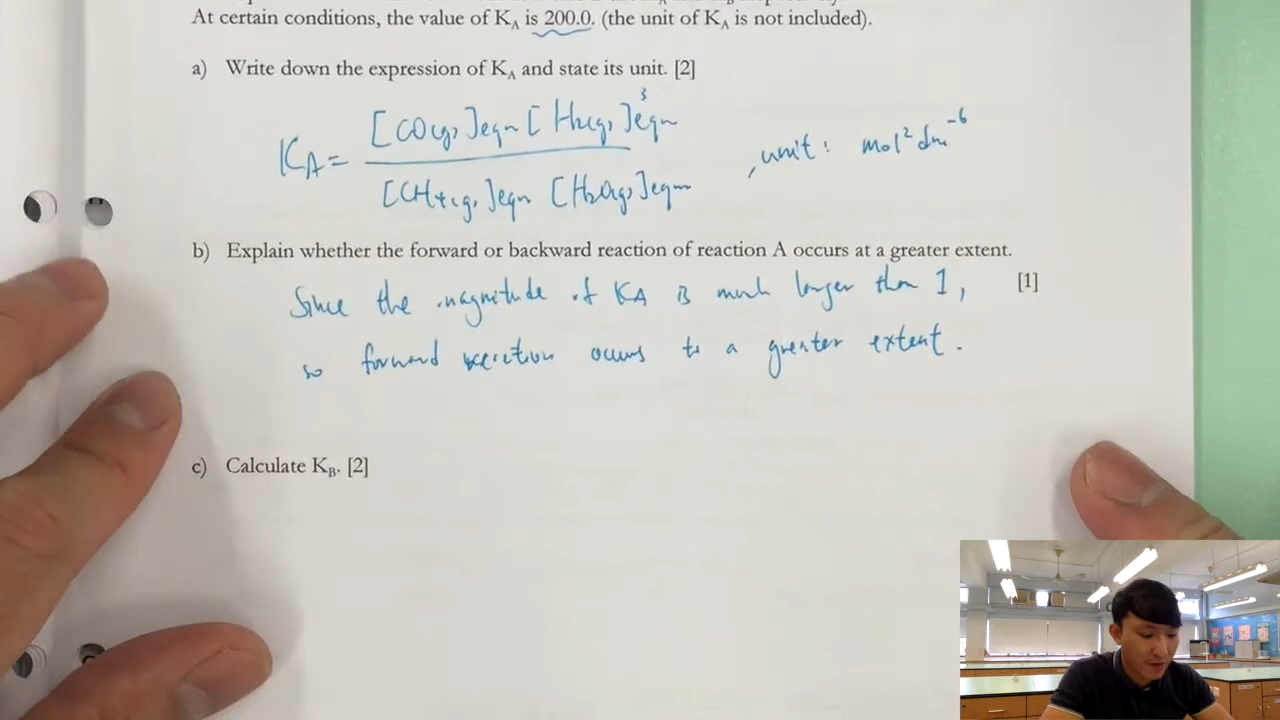 At certain conditions, the value of K_A is 200.0. (the unit of K_A is not included).
a) Write down the expression of K_A and state its unit. [2]
K_A = [CO(g)]eqm [H2(g)]^3 eqm / [CH4(g)]eqm [H2O(g)]eqm , unit: mol^2 dm^-6
b) Explain whether the forward or backward reaction of reaction A occurs at a greater extent.
[1]
Since the magnitude of KA is much larger than 1,
so forward reaction occurs to a greater extent.
c) Calculate K_B. [2]